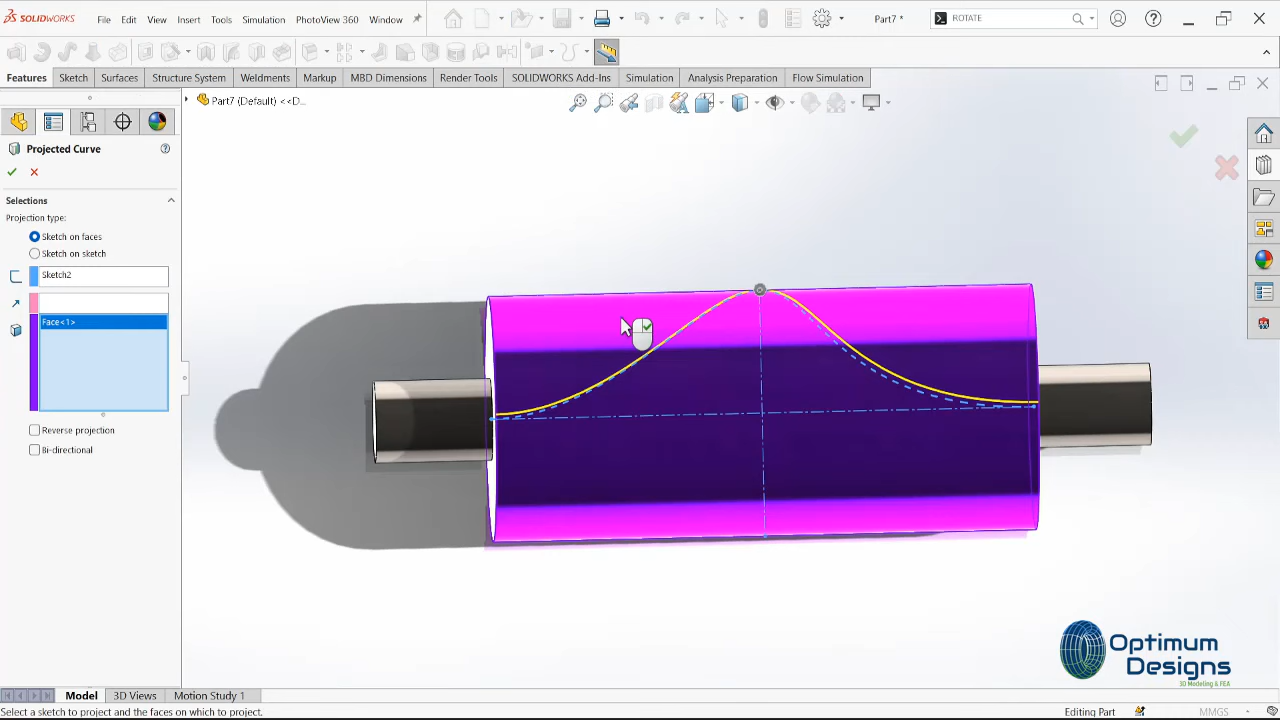 SOLIDWORKS File Edit View Insert Tools Simulation PhotoView 360 Window Part7 * ROTATE
Features Sketch Surfaces Structure System Weldments Markup MBD Dimensions Render Tools SOLIDWORKS Add-Ins Simulation Analysis Preparation Flow Simulation
Part7 (Default) <<D...
Projected Curve
Selections
Projection type:
Sketch on faces
Sketch on sketch
Sketch2
Face<1>
Reverse projection
Bi-directional
Optimum
Designs
3D Modeling & FEA
Model 3D Views Motion Study 1
Select a sketch to project and the faces on which to project. Editing Part MMGS